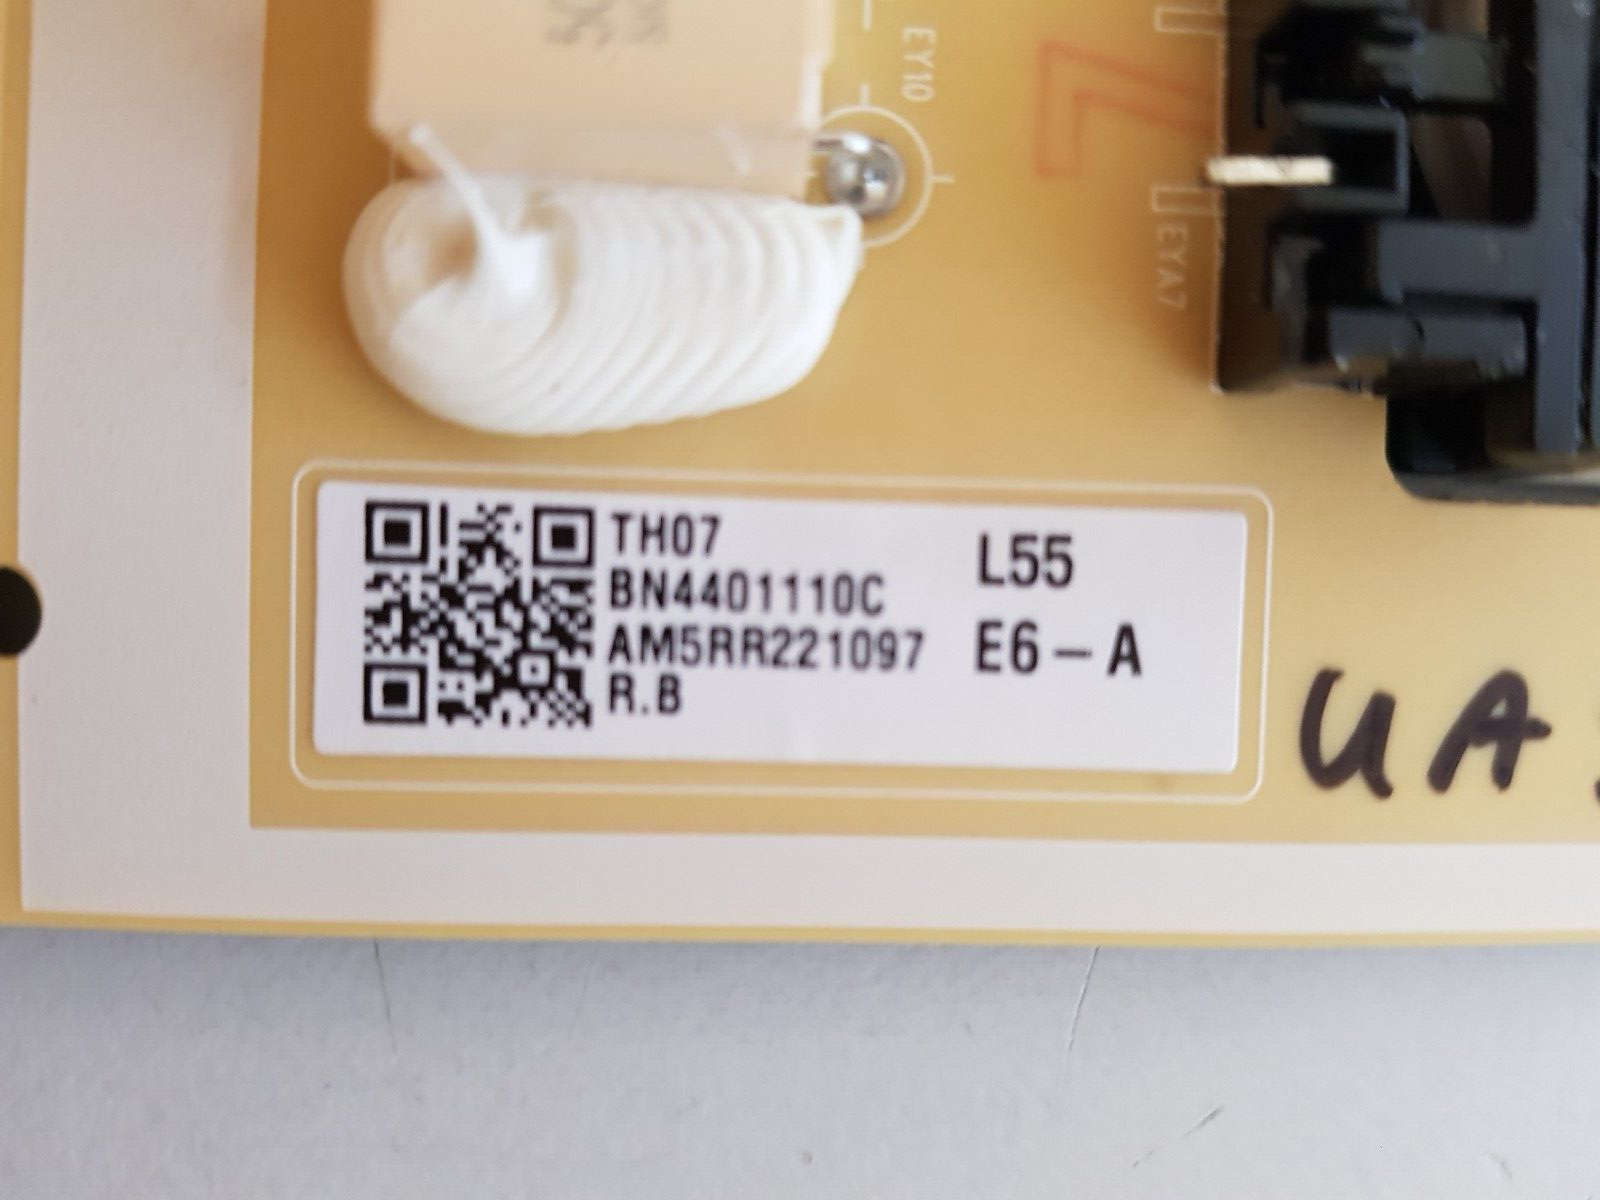 EY10
EYA7
TH07
BN4401110C
AM5RR221097
R.B
L55
E6-A
UA